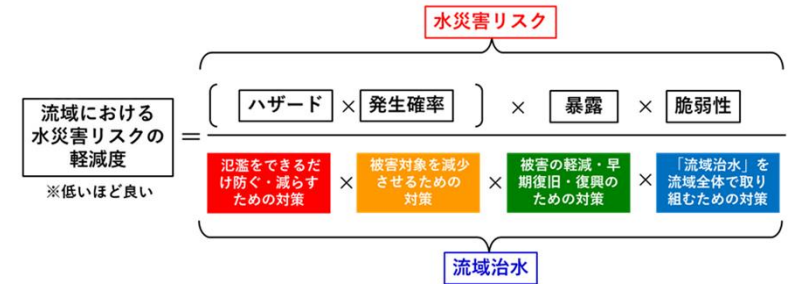 水災害リスク
流域における
水災害リスクの
軽減度
※低いほど良い
=
( ハザード × 発生確率 ) × 暴露 × 脆弱性
氾濫をできるだ
け防ぐ・減らす
ための対策
×
被害対象を減少
させるための
対策
×
被害の軽減・早
期復旧・復興の
ための対策
×
「流域治水」を
流域全体で取り
組むための対策
流域治水